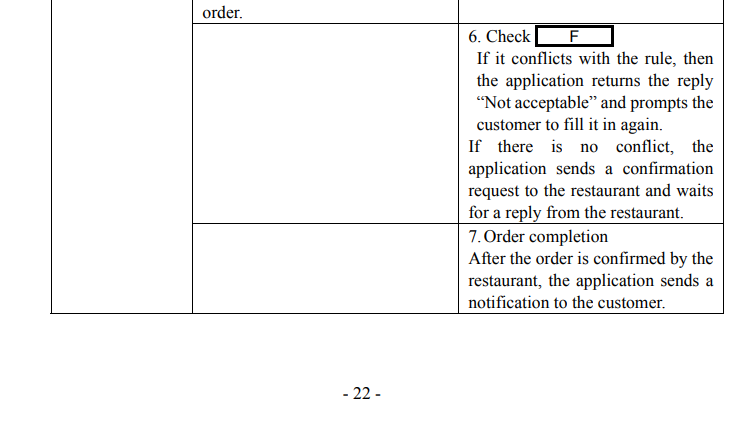 order.
6. Check F
If it conflicts with the rule, then
the application returns the reply
“Not acceptable” and prompts the
customer to fill it in again.
If there is no conflict, the
application sends a confirmation
request to the restaurant and waits
for a reply from the restaurant.
7. Order completion
After the order is confirmed by the
restaurant, the application sends a
notification to the customer.
- 22 -